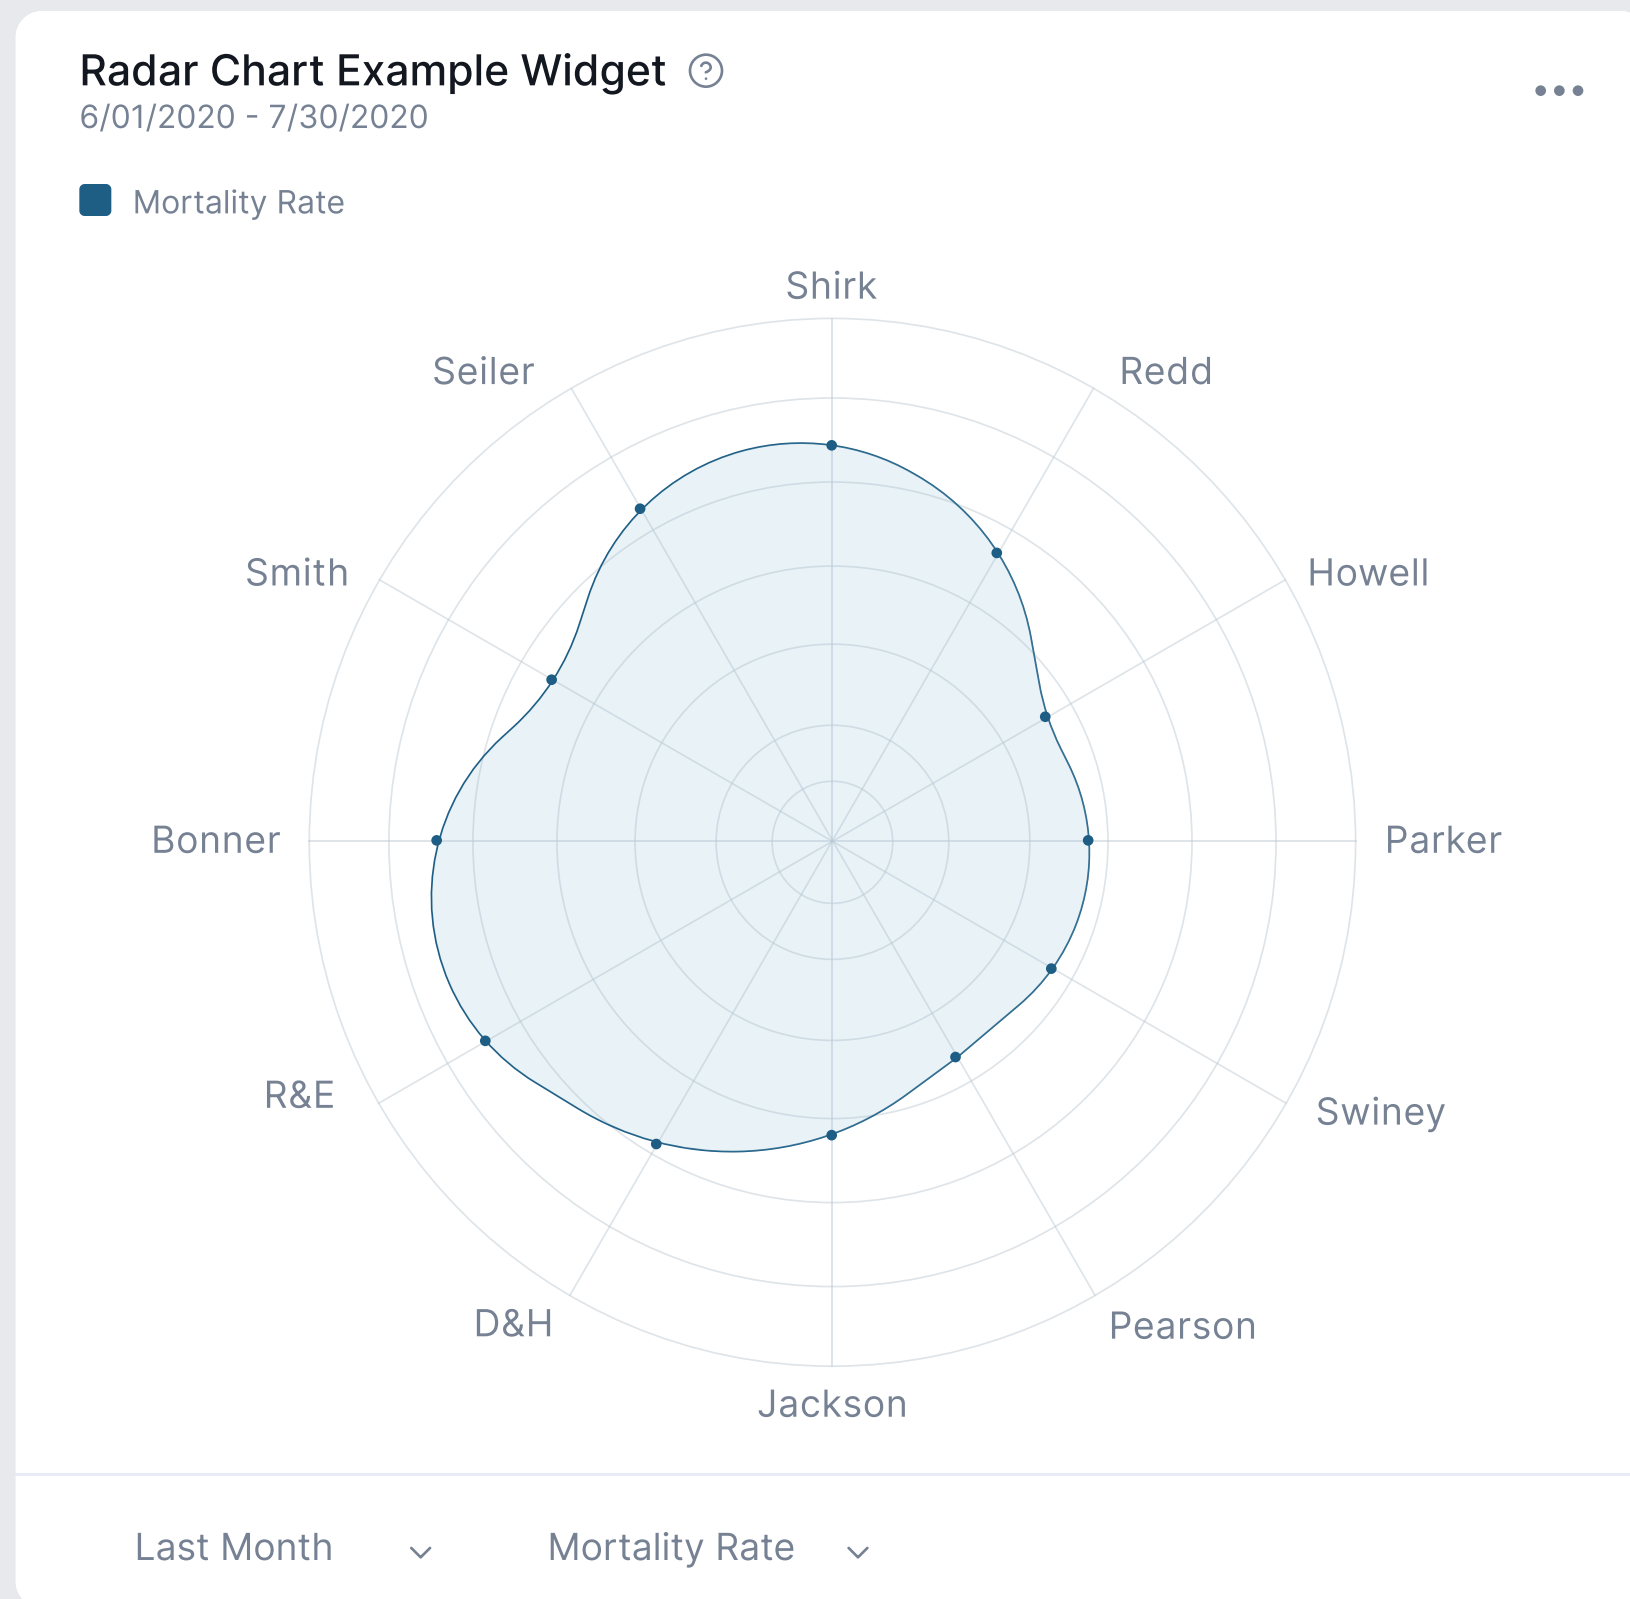 Radar Chart Example Widget ?
6/01/2020 - 7/30/2020
Mortality Rate
Shirk
Seiler
Redd
Smith
Howell
Bonner
Parker
R&E
Swiney
D&H
Pearson
Jackson
Last Month
Mortality Rate